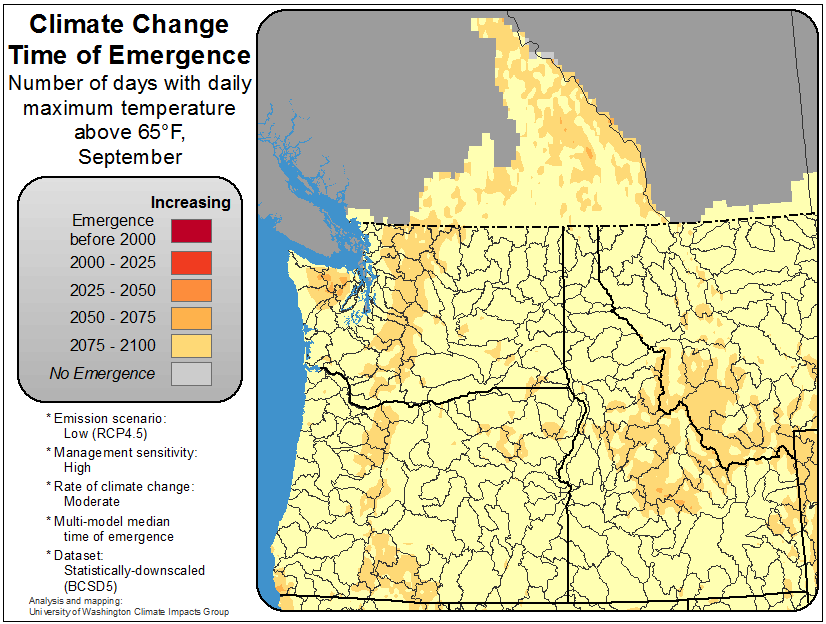 Climate Change
Time of Emergence
Number of days with daily
maximum temperature
above 65°F,
September
Increasing
Emergence
before 2000
2000 - 2025
2025 - 2050
2050 - 2075
2075 - 2100
No Emergence
* Emission scenario:
Low (RCP4.5)
* Management sensitivity:
High
* Rate of climate change:
Moderate
* Multi-model median
time of emergence
* Dataset:
Statistically-downscaled
(BCSD5)
Analysis and mapping:
University of Washington Climate Impacts Group